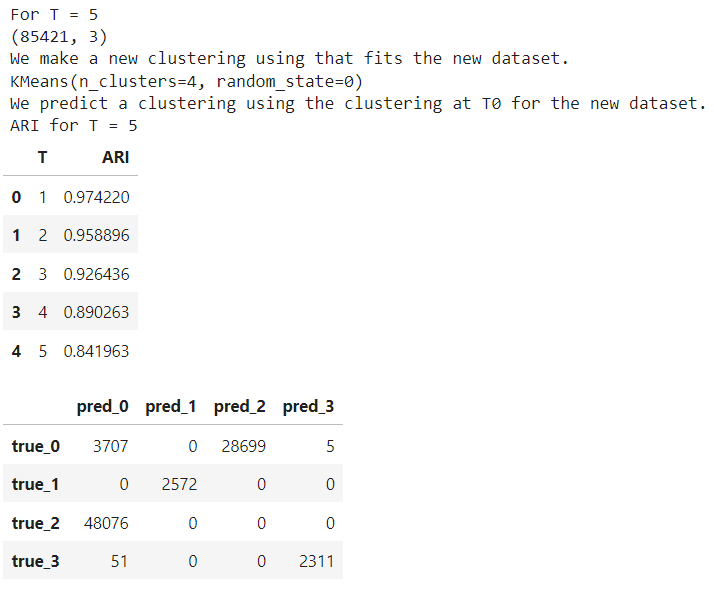 For T = 5
(85421, 3)
We make a new clustering using that fits the new dataset.
KMeans(n_clusters=4, random_state=0)
We predict a clustering using the clustering at T0 for the new dataset.
ARI for T = 5
T ARI
0 1 0.974220
1 2 0.958896
2 3 0.926436
3 4 0.890263
4 5 0.841963
pred_0 pred_1 pred_2 pred_3
true_0 3707 0 28699 5
true_1 0 2572 0 0
true_2 48076 0 0 0
true_3 51 0 0 2311